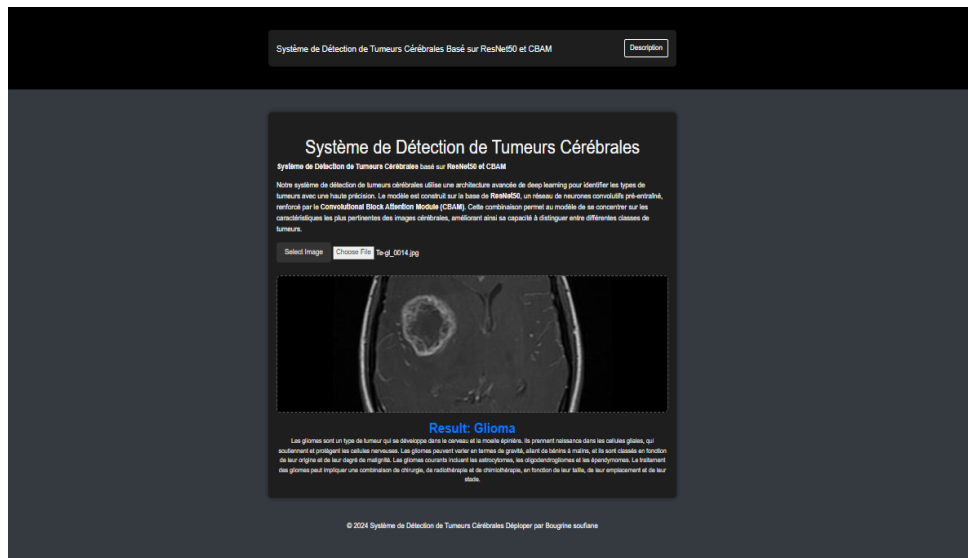 Système de Détection de Tumeurs Cérébrales Basé sur ResNet50 et CBAM
Description
Système de Détection de Tumeurs Cérébrales
Système de Détection de Tumeurs Cérébrales basé sur ResNet50 et CBAM
Notre système de détection de tumeurs cérébrales utilise une architecture avancée de deep learning pour identifier les types de
tumeurs avec une haute précision. Le modèle est construit sur la base de ResNet50, un réseau de neurones convolutifs pré-entraîné,
renforcé par le Convolutional Block Attention Module (CBAM). Cette combinaison permet au modèle de se concentrer sur les
caractéristiques les plus pertinentes des images cérébrales, améliorant ainsi sa capacité à distinguer entre différentes classes de
tumeurs.
Select Image
Choose File Te-gl_0014.jpg
Result: Glioma
Les gliomes sont un type de tumeur qui se développe dans le cerveau et la moelle épinière. Ils prennent naissance dans les cellules gliales, qui
soutiennent et protègent les cellules nerveuses. Les gliomes peuvent varier en termes de gravité, allant de bénins à malins, et ils sont classés en fonction
de leur origine et de leur degré de malignité. Les gliomes courants incluent les astrocytomes, les oligodendrogliomes et les épendymomes. Le traitement
des gliomes peut impliquer une combinaison de chirurgie, de radiothérapie et de chimiothérapie, en fonction de leur taille, de leur emplacement et de leur
stade.
© 2024 Système de Détection de Tumeurs Cérébrales Déploper par Bougrine soufiane